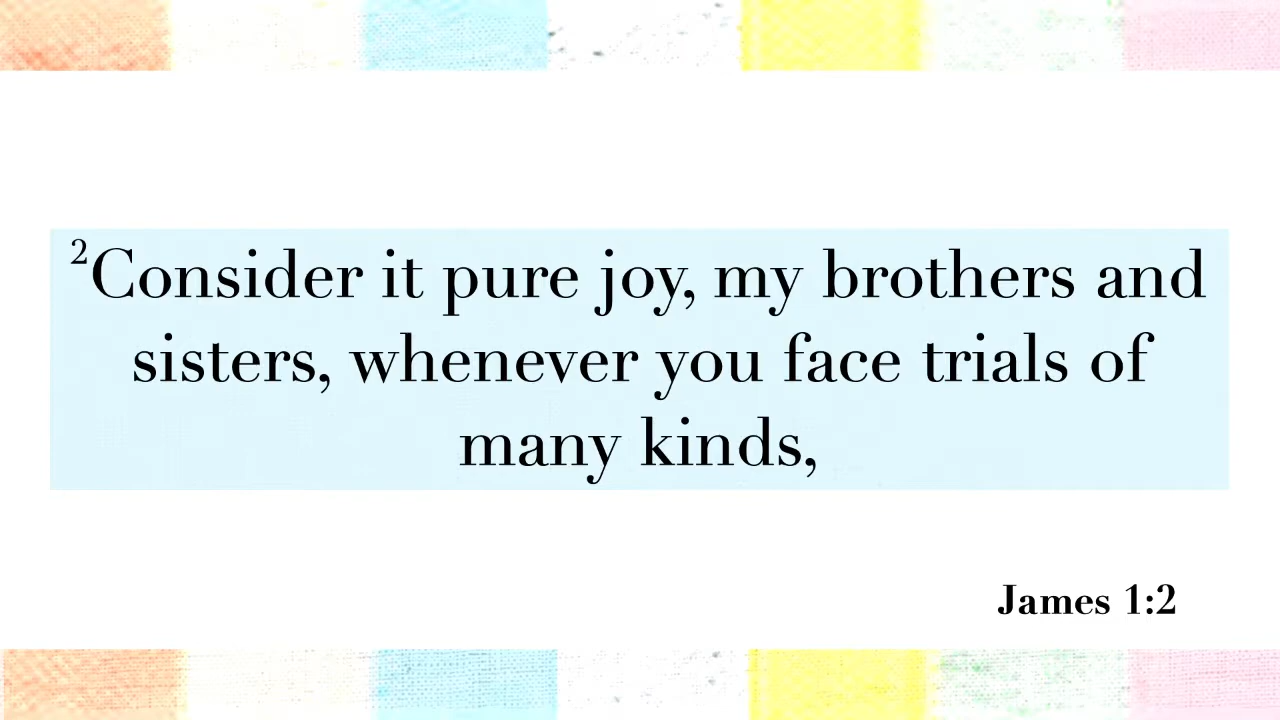 ²Consider it pure joy, my brothers and
sisters, whenever you face trials of
many kinds,
James 1:2